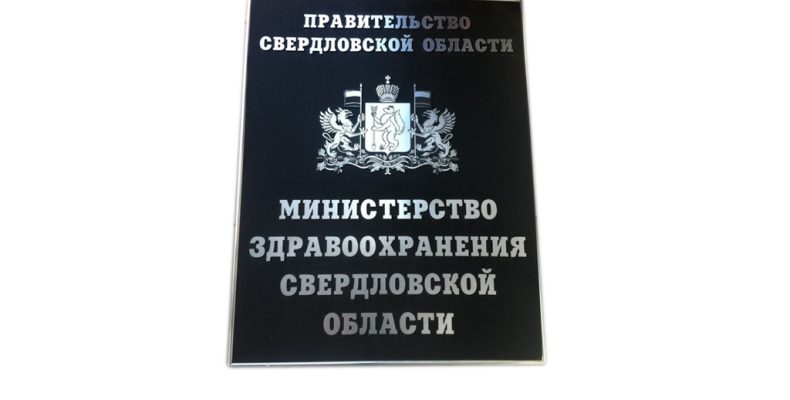 ПРАВИТЕЛЬСТВО
СВЕРДЛОВСКОЙ ОБЛАСТИ
МИНИСТЕРСТВО
ЗДРАВООХРАНЕНИЯ
СВЕРДЛОВСКОЙ
ОБЛАСТИ